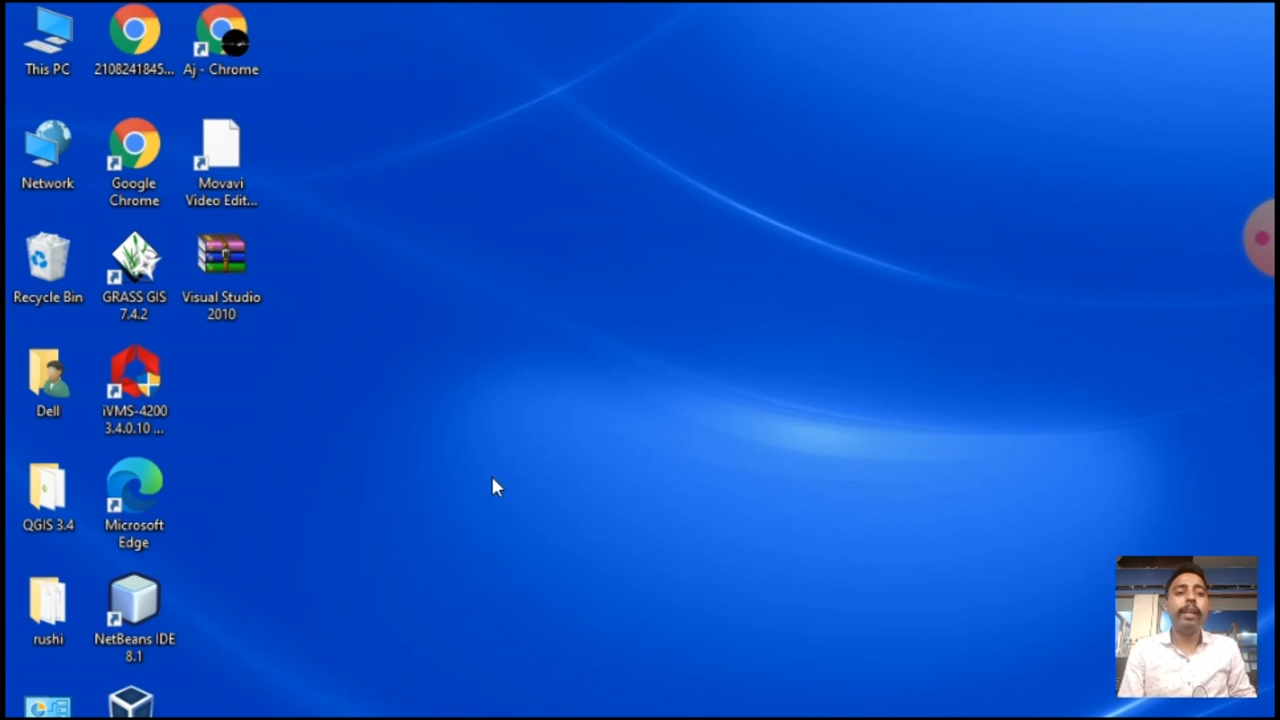 This PC
2108241845...
Aj - Chrome
Network
Google
Chrome
Movavi
Video Edit...
Recycle Bin
GRASS GIS
7.4.2
Visual Studio
2010
Dell
iVMS-4200
3.4.0.10 ...
QGIS 3.4
Microsoft
Edge
rushi
NetBeans IDE
8.1